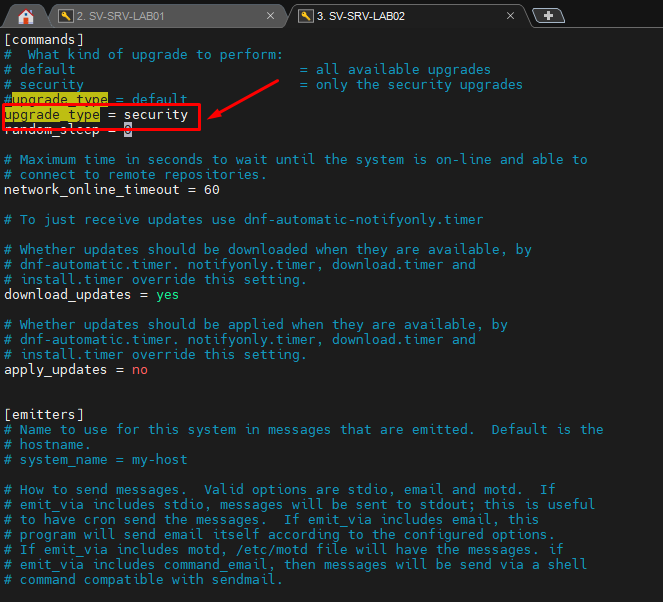 2. SV-SRV-LAB01
3. SV-SRV-LAB02
[commands]
#  What kind of upgrade to perform:
# default                            = all available upgrades
# security                           = only the security upgrades
#upgrade_type = default
upgrade_type = security
random_sleep = 0
# Maximum time in seconds to wait until the system is on-line and able to
# connect to remote repositories.
network_online_timeout = 60
# To just receive updates use dnf-automatic-notifyonly.timer
# Whether updates should be downloaded when they are available, by
# dnf-automatic.timer. notifyonly.timer, download.timer and
# install.timer override this setting.
download_updates = yes
# Whether updates should be applied when they are available, by
# dnf-automatic.timer. notifyonly.timer, download.timer and
# install.timer override this setting.
apply_updates = no
[emitters]
# Name to use for this system in messages that are emitted.  Default is the
# hostname.
# system_name = my-host
# How to send messages.  Valid options are stdio, email and motd.  If
# emit_via includes stdio, messages will be sent to stdout; this is useful
# to have cron send the messages.  If emit_via includes email, this
# program will send email itself according to the configured options.
# If emit_via includes motd, /etc/motd file will have the messages. if
# emit_via includes command_email, then messages will be send via a shell
# command compatible with sendmail.